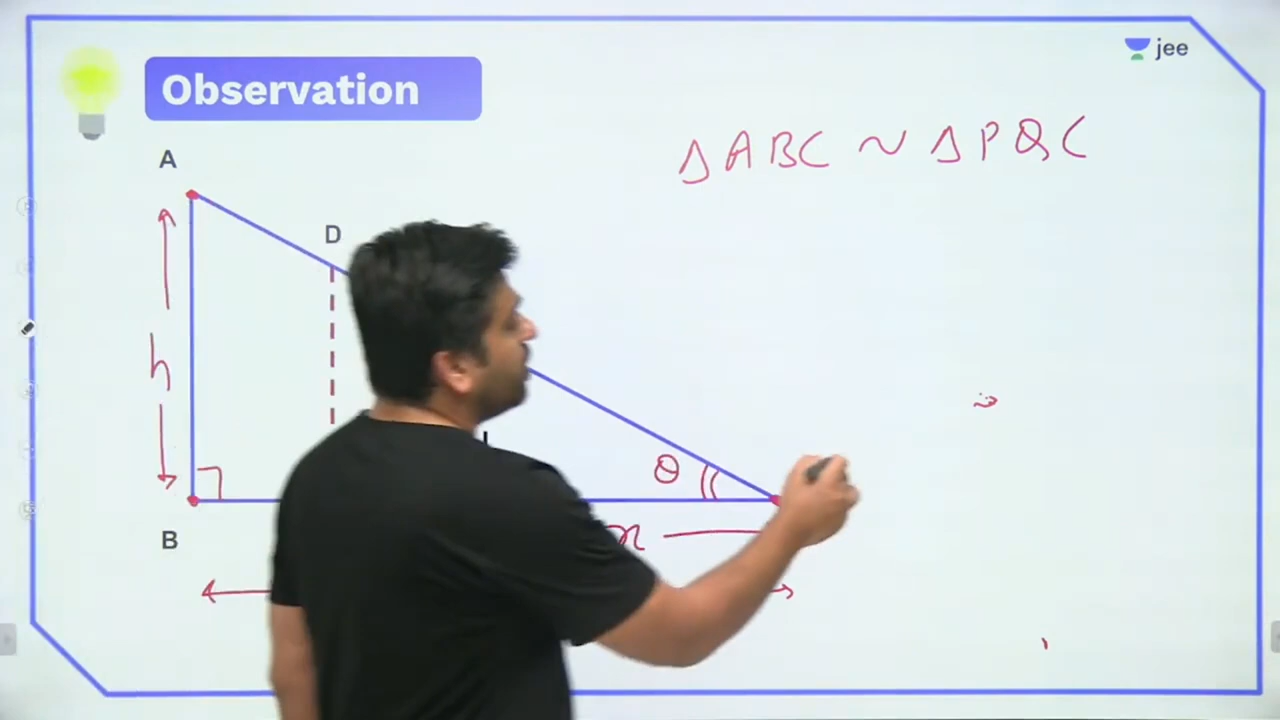 jee
Observation
△ABC ~ △PQC
A
D
h
θ
B
x